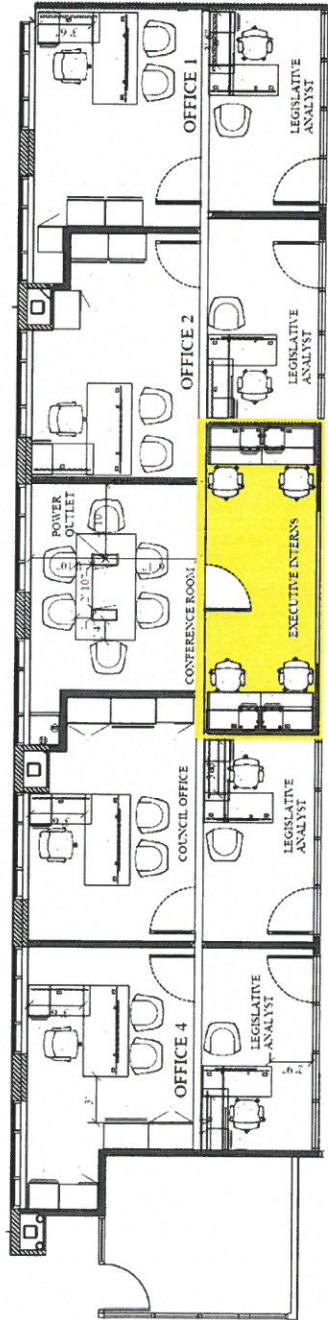 OFFICE 1
LEGISLATIVE
ANALYST
OFFICE 2
LEGISLATIVE
ANALYST
POWER
OUTLET
CONFERENCE ROOM
EXECUTIVE INTERNS
COUNCIL OFFICE
LEGISLATIVE
ANALYST
OFFICE 4
3'
LEGISLATIVE
ANALYST